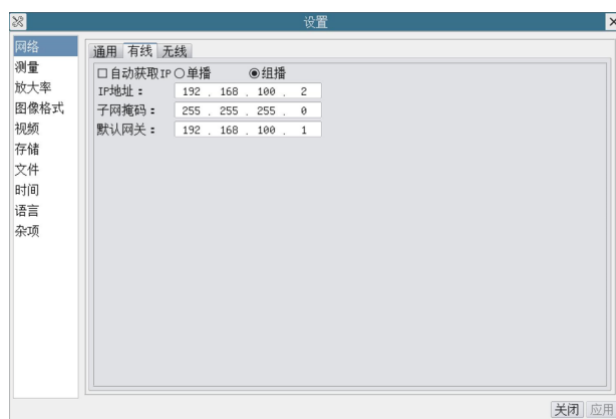 设置
网络
测量
放大率
图像格式
视频
存储
文件
时间
语言
杂项
通用 有线 无线
自动获取IP 单播 组播
IP地址： 192 . 168 . 100 . 2
子网掩码： 255 . 255 . 255 . 0
默认网关： 192 . 168 . 100 . 1
关闭 应用